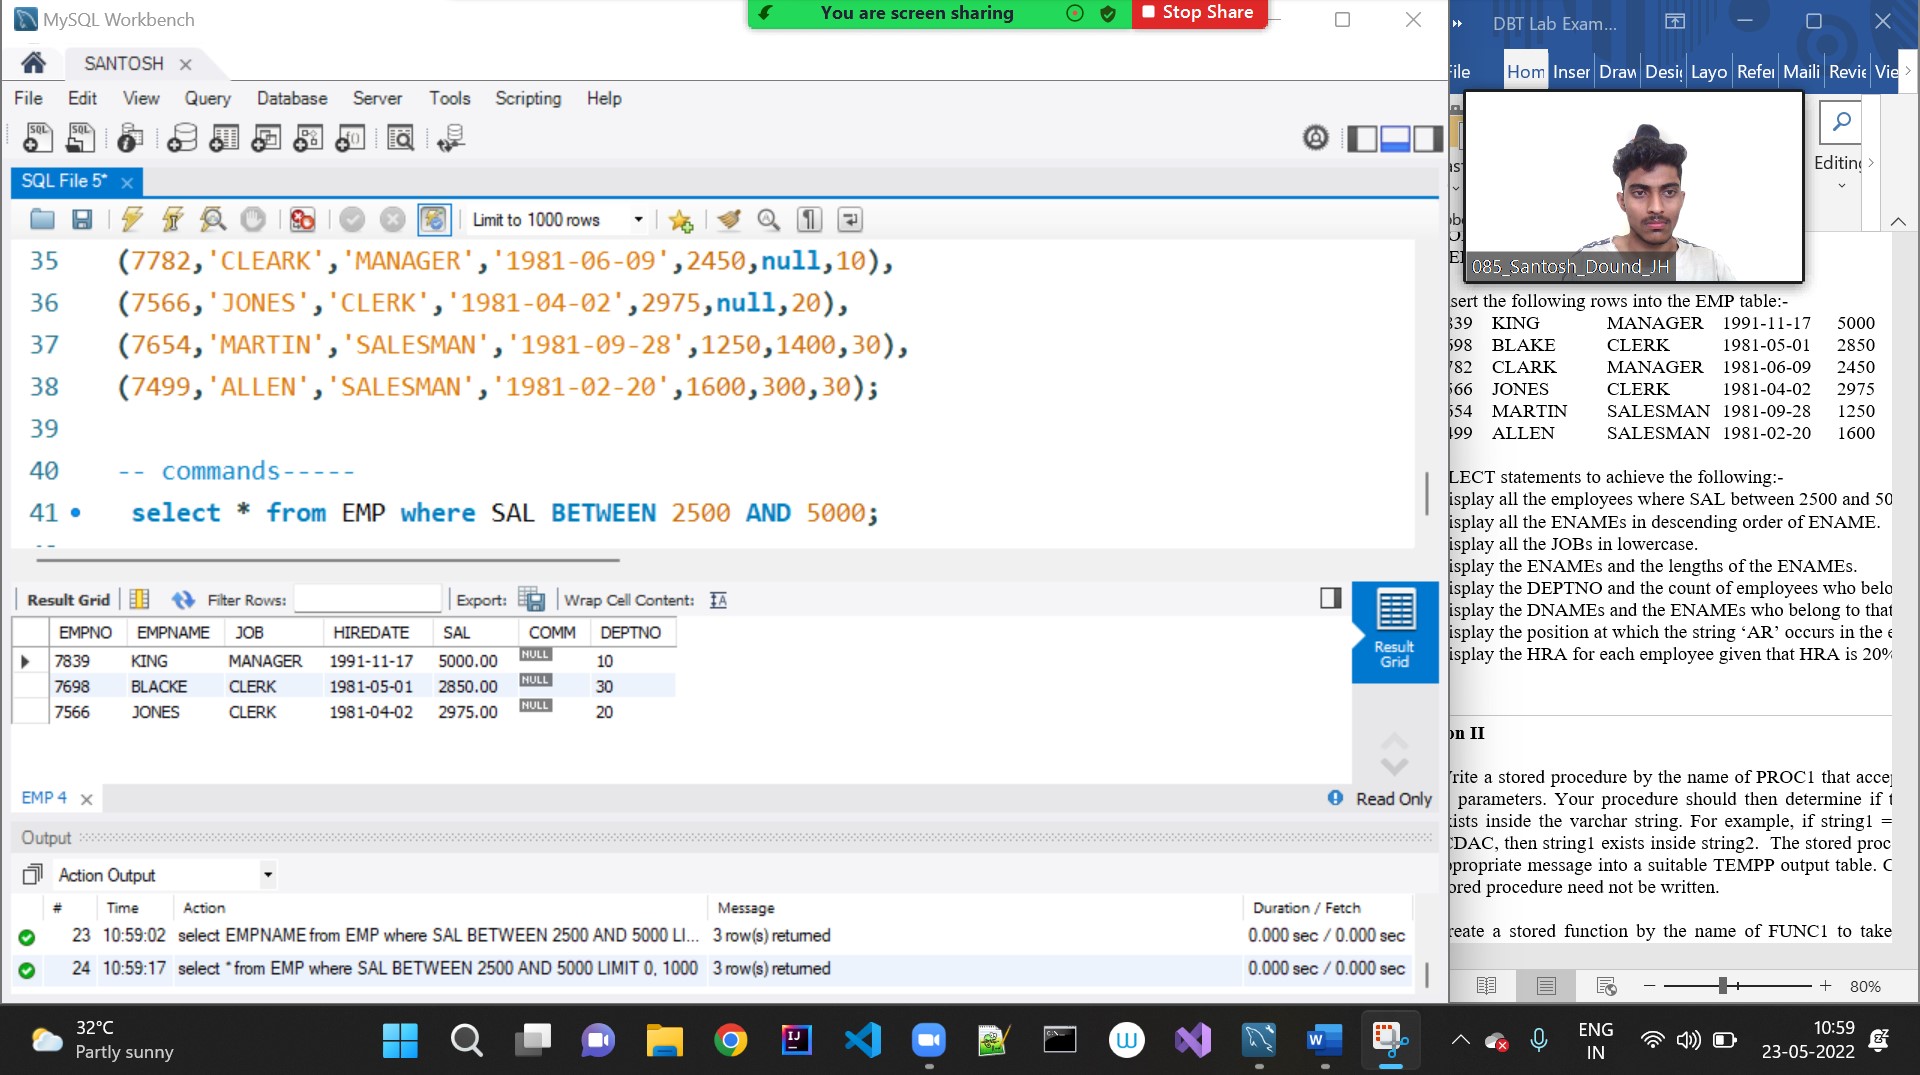 MySQL Workbench
You are screen sharing
Stop Share
SANTOSH
File Edit View Query Database Server Tools Scripting Help
SQL File 5*
Limit to 1000 rows
35 (7782,'CLEARK','MANAGER','1981-06-09',2450,null,10),
36 (7566,'JONES','CLERK','1981-04-02',2975,null,20),
37 (7654,'MARTIN','SALESMAN','1981-09-28',1250,1400,30),
38 (7499,'ALLEN','SALESMAN','1981-02-20',1600,300,30);
39
40 -- commands-----
41 select * from EMP where SAL BETWEEN 2500 AND 5000;
Result Grid Filter Rows: Export: Wrap Cell Content:
EMPNO EMPNAME JOB HIREDATE SAL COMM DEPTNO
7839 KING MANAGER 1991-11-17 5000.00 NULL 10
7698 BLACKE CLERK 1981-05-01 2850.00 NULL 30
7566 JONES CLERK 1981-04-02 2975.00 NULL 20
Result
Grid
EMP 4
Read Only
Output
Action Output
# Time Action Message Duration / Fetch
23 10:59:02 select EMPNAME from EMP where SAL BETWEEN 2500 AND 5000 LI... 3 row(s) returned 0.000 sec / 0.000 sec
24 10:59:17 select * from EMP where SAL BETWEEN 2500 AND 5000 LIMIT 0, 1000 3 row(s) returned 0.000 sec / 0.000 sec
DBT Lab Exam...
ile Hom Inser Draw Desig Layo Refer Maili Revie Vie
Editing
085_Santosh_Dound_JH
sert the following rows into the EMP table:-
39 KING MANAGER 1991-11-17 5000
98 BLAKE CLERK 1981-05-01 2850
782 CLARK MANAGER 1981-06-09 2450
566 JONES CLERK 1981-04-02 2975
554 MARTIN SALESMAN 1981-09-28 1250
499 ALLEN SALESMAN 1981-02-20 1600
LECT statements to achieve the following:-
isplay all the employees where SAL between 2500 and 50
isplay all the ENAMEs in descending order of ENAME.
isplay all the JOBs in lowercase.
isplay the ENAMEs and the lengths of the ENAMEs.
isplay the DEPTNO and the count of employees who belo
isplay the DNAMEs and the ENAMEs who belong to that
isplay the position at which the string ‘AR’ occurs in the e
isplay the HRA for each employee given that HRA is 20%
on II
rite a stored procedure by the name of PROC1 that accep
parameters. Your procedure should then determine if t
ists inside the varchar string. For example, if string1 =
CDAC, then string1 exists inside string2. The stored proc
propriate message into a suitable TEMPP output table. C
ored procedure need not be written.
reate a stored function by the name of FUNC1 to take
80%
32°C
Partly sunny
ENG
IN
10:59
23-05-2022